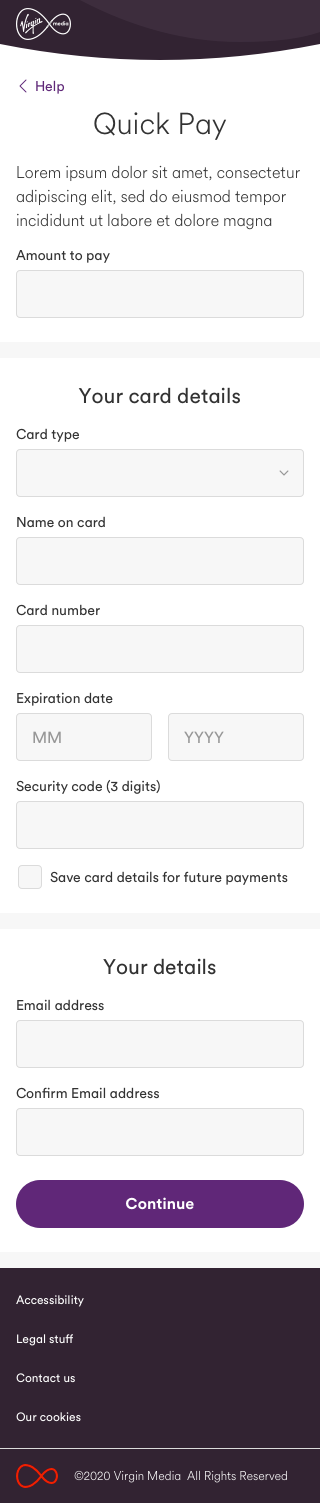 Virgin media
Help
Quick Pay
Lorem ipsum dolor sit amet, consectetur
adipiscing elit, sed do eiusmod tempor
incididunt ut labore et dolore magna
Amount to pay
Your card details
Card type
Name on card
Card number
Expiration date
MM YYYY
Security code (3 digits)
Save card details for future payments
Your details
Email address
Confirm Email address
Continue
Accessibility
Legal stuff
Contact us
Our cookies
©2020 Virgin Media  All Rights Reserved